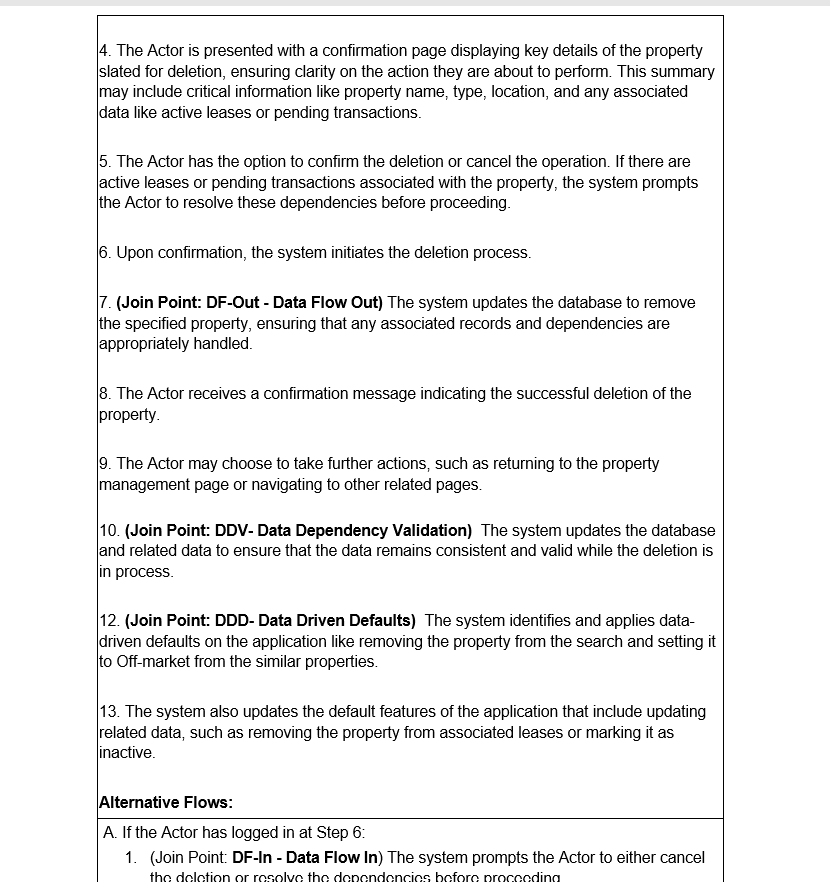 4. The Actor is presented with a confirmation page displaying key details of the property
slated for deletion, ensuring clarity on the action they are about to perform. This summary
may include critical information like property name, type, location, and any associated
data like active leases or pending transactions.
5. The Actor has the option to confirm the deletion or cancel the operation. If there are
active leases or pending transactions associated with the property, the system prompts
the Actor to resolve these dependencies before proceeding.
6. Upon confirmation, the system initiates the deletion process.
7. (Join Point: DF-Out - Data Flow Out) The system updates the database to remove
the specified property, ensuring that any associated records and dependencies are
appropriately handled.
8. The Actor receives a confirmation message indicating the successful deletion of the
property.
9. The Actor may choose to take further actions, such as returning to the property
management page or navigating to other related pages.
10. (Join Point: DDV- Data Dependency Validation)  The system updates the database
and related data to ensure that the data remains consistent and valid while the deletion is
in process.
12. (Join Point: DDD- Data Driven Defaults)  The system identifies and applies data-
driven defaults on the application like removing the property from the search and setting it
to Off-market from the similar properties.
13. The system also updates the default features of the application that include updating
related data, such as removing the property from associated leases or marking it as
inactive.
Alternative Flows:
A. If the Actor has logged in at Step 6:
1. (Join Point: DF-In - Data Flow In) The system prompts the Actor to either cancel
the deletion or resolve the dependencies before proceeding